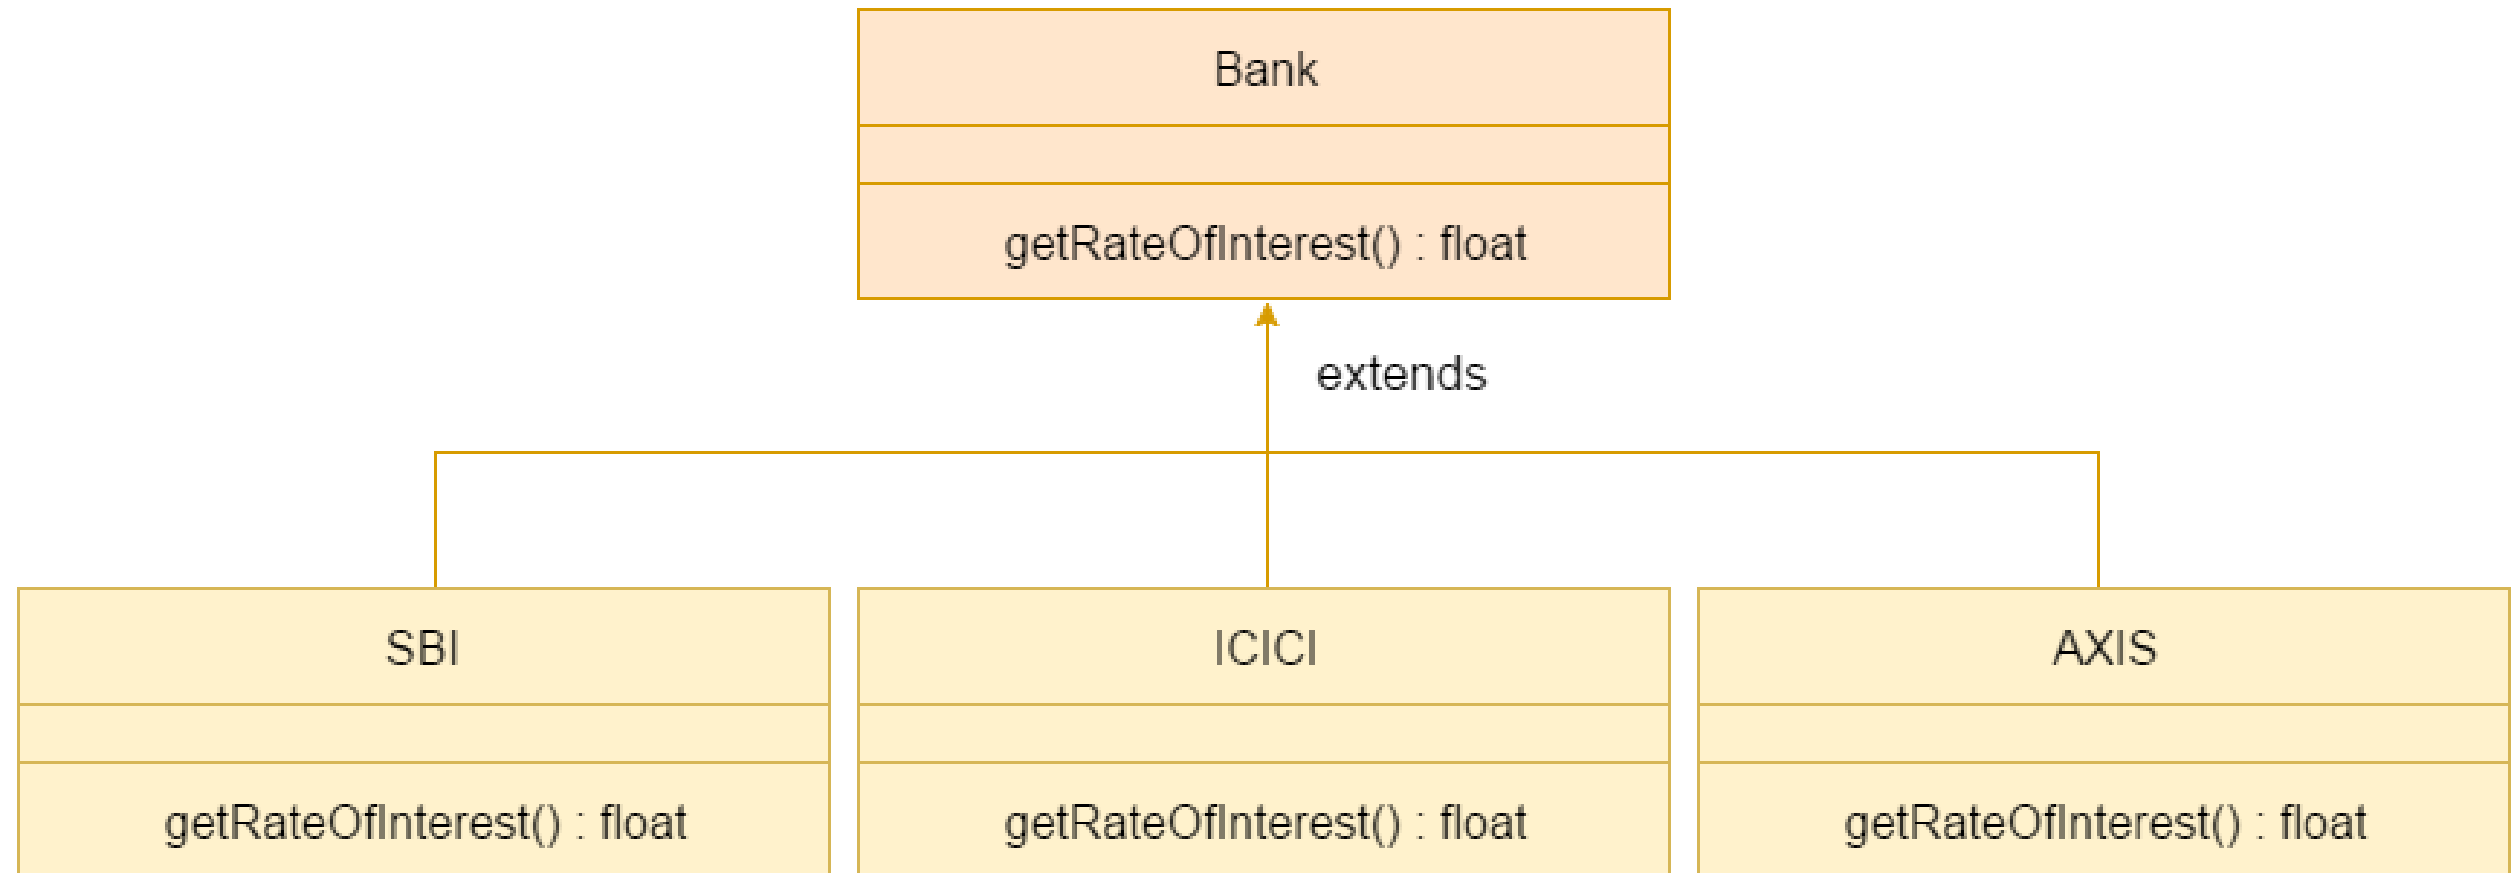 Bank
getRateOfInterest() : float
extends
SBI
ICICI
AXIS
getRateOfInterest() : float
getRateOfInterest() : float
getRateOfInterest() : float